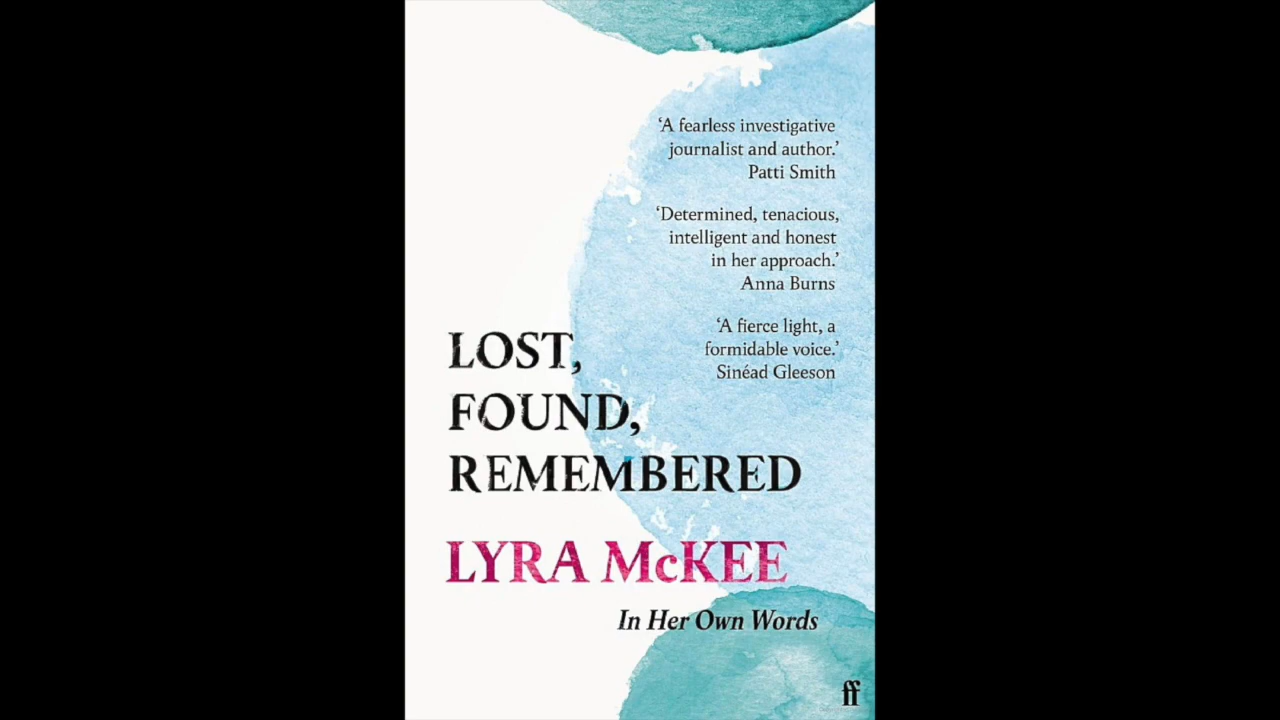 ‘A fearless investigative
journalist and author.’
Patti Smith
‘Determined, tenacious,
intelligent and honest
in her approach.’
Anna Burns
‘A fierce light, a
formidable voice.’
Sinéad Gleeson
LOST,
FOUND,
REMEMBERED
LYRA McKEE
In Her Own Words
ff